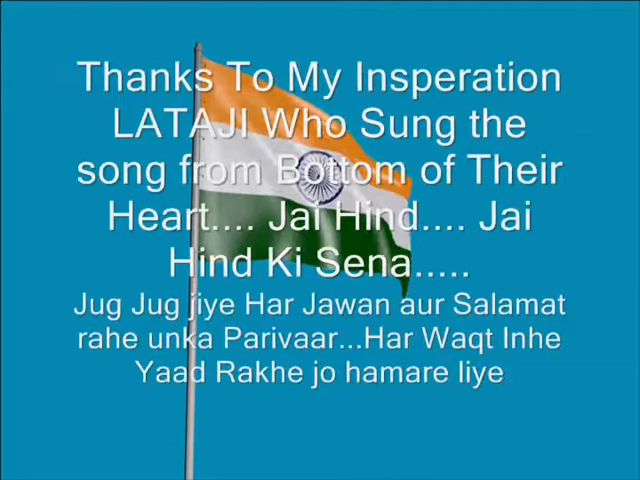 Thanks To My Insperation
LATAJI Who Sung the
song from Bottom of Their
Heart.... Jai Hind.... Jai
Hind Ki Sena.....
Jug Jug jiye Har Jawan aur Salamat
rahe unka Parivaar...Har Waqt Inhe
Yaad Rakhe jo hamare liye